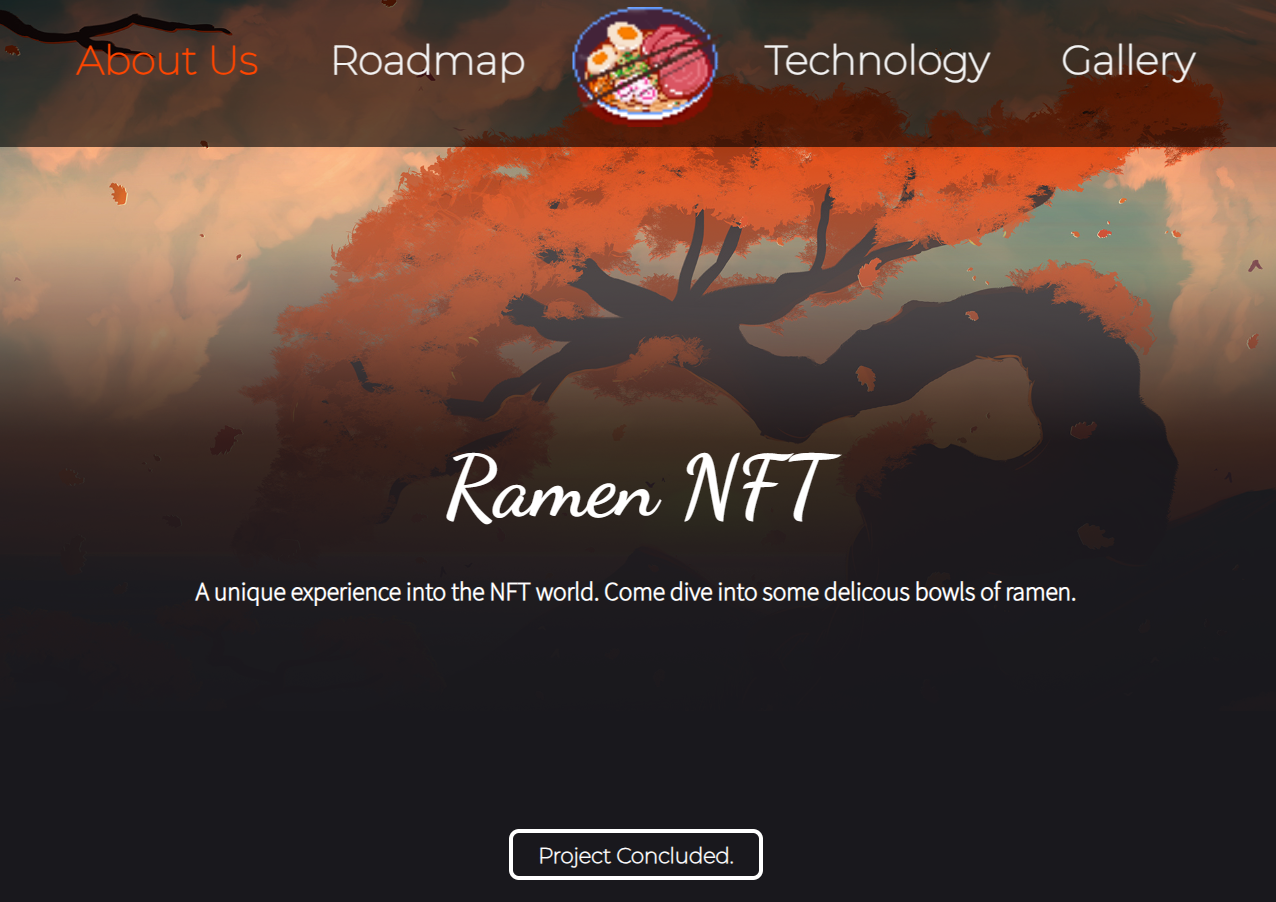 About Us
Roadmap
Technology
Gallery
Ramen NFT
A unique experience into the NFT world. Come dive into some delicous bowls of ramen.
Project Concluded.